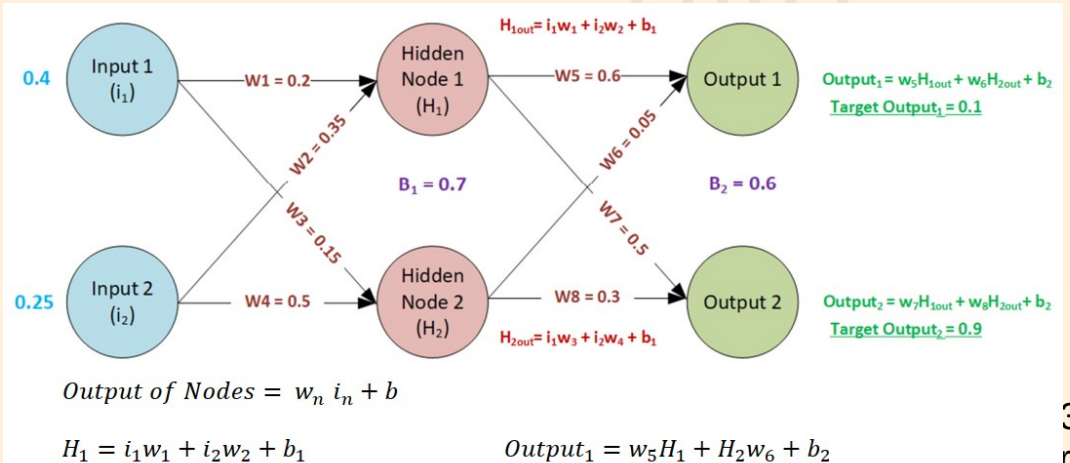 H1out= i1w1 + i2w2 + b1
0.4
Input 1
(i1)
W1 = 0.2
Hidden
Node 1
(H1)
W5 = 0.6
Output 1
Output1 = w5H1out + w6H2out + b2
Target Output1 = 0.1
W2 = 0.35
W6 = 0.05
B1 = 0.7
B2 = 0.6
W3 = 0.15
W7 = 0.5
0.25
Input 2
(i2)
W4 = 0.5
Hidden
Node 2
(H2)
W8 = 0.3
Output 2
Output2 = w7H1out + w8H2out + b2
Target Output2 = 0.9
H2out= i1w3 + i2w4 + b1
Output of Nodes = wn in + b
H1 = i1w1 + i2w2 + b1
Output1 = w5H1 + H2w6 + b2